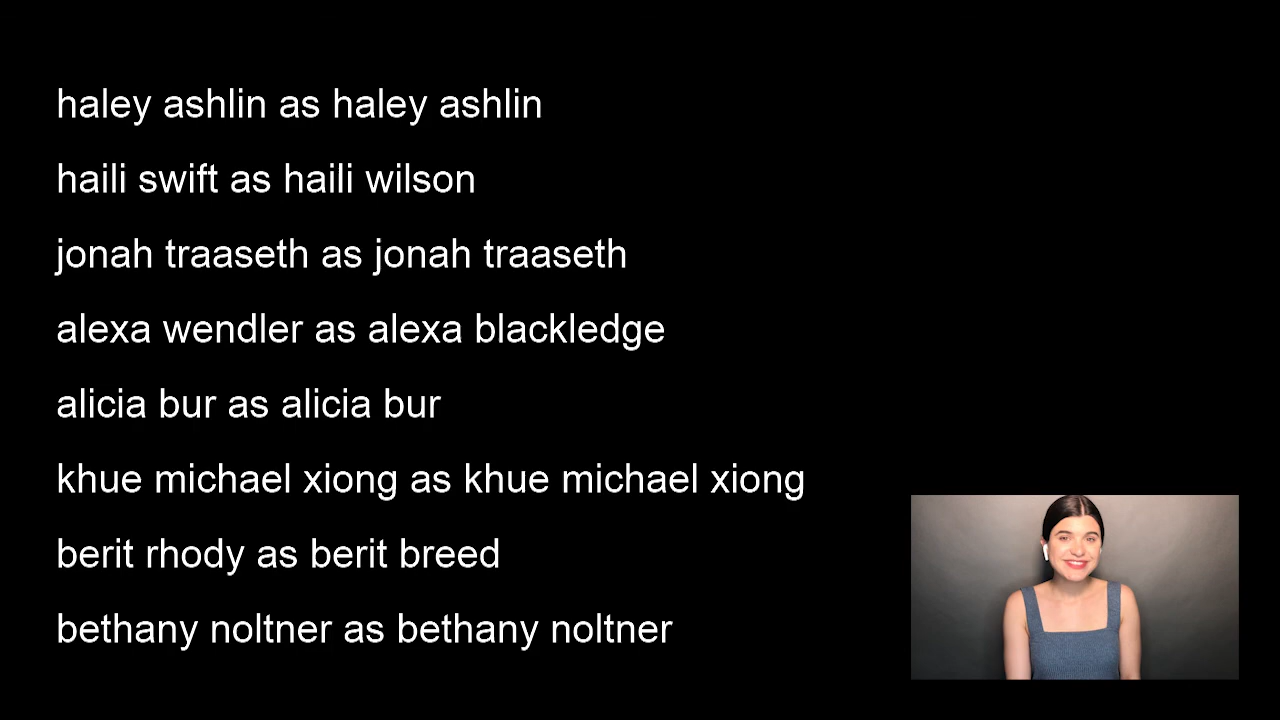 haley ashlin as haley ashlin
haili swift as haili wilson
jonah traaseth as jonah traaseth
alexa wendler as alexa blackledge
alicia bur as alicia bur
khue michael xiong as khue michael xiong
berit rhody as berit breed
bethany noltner as bethany noltner